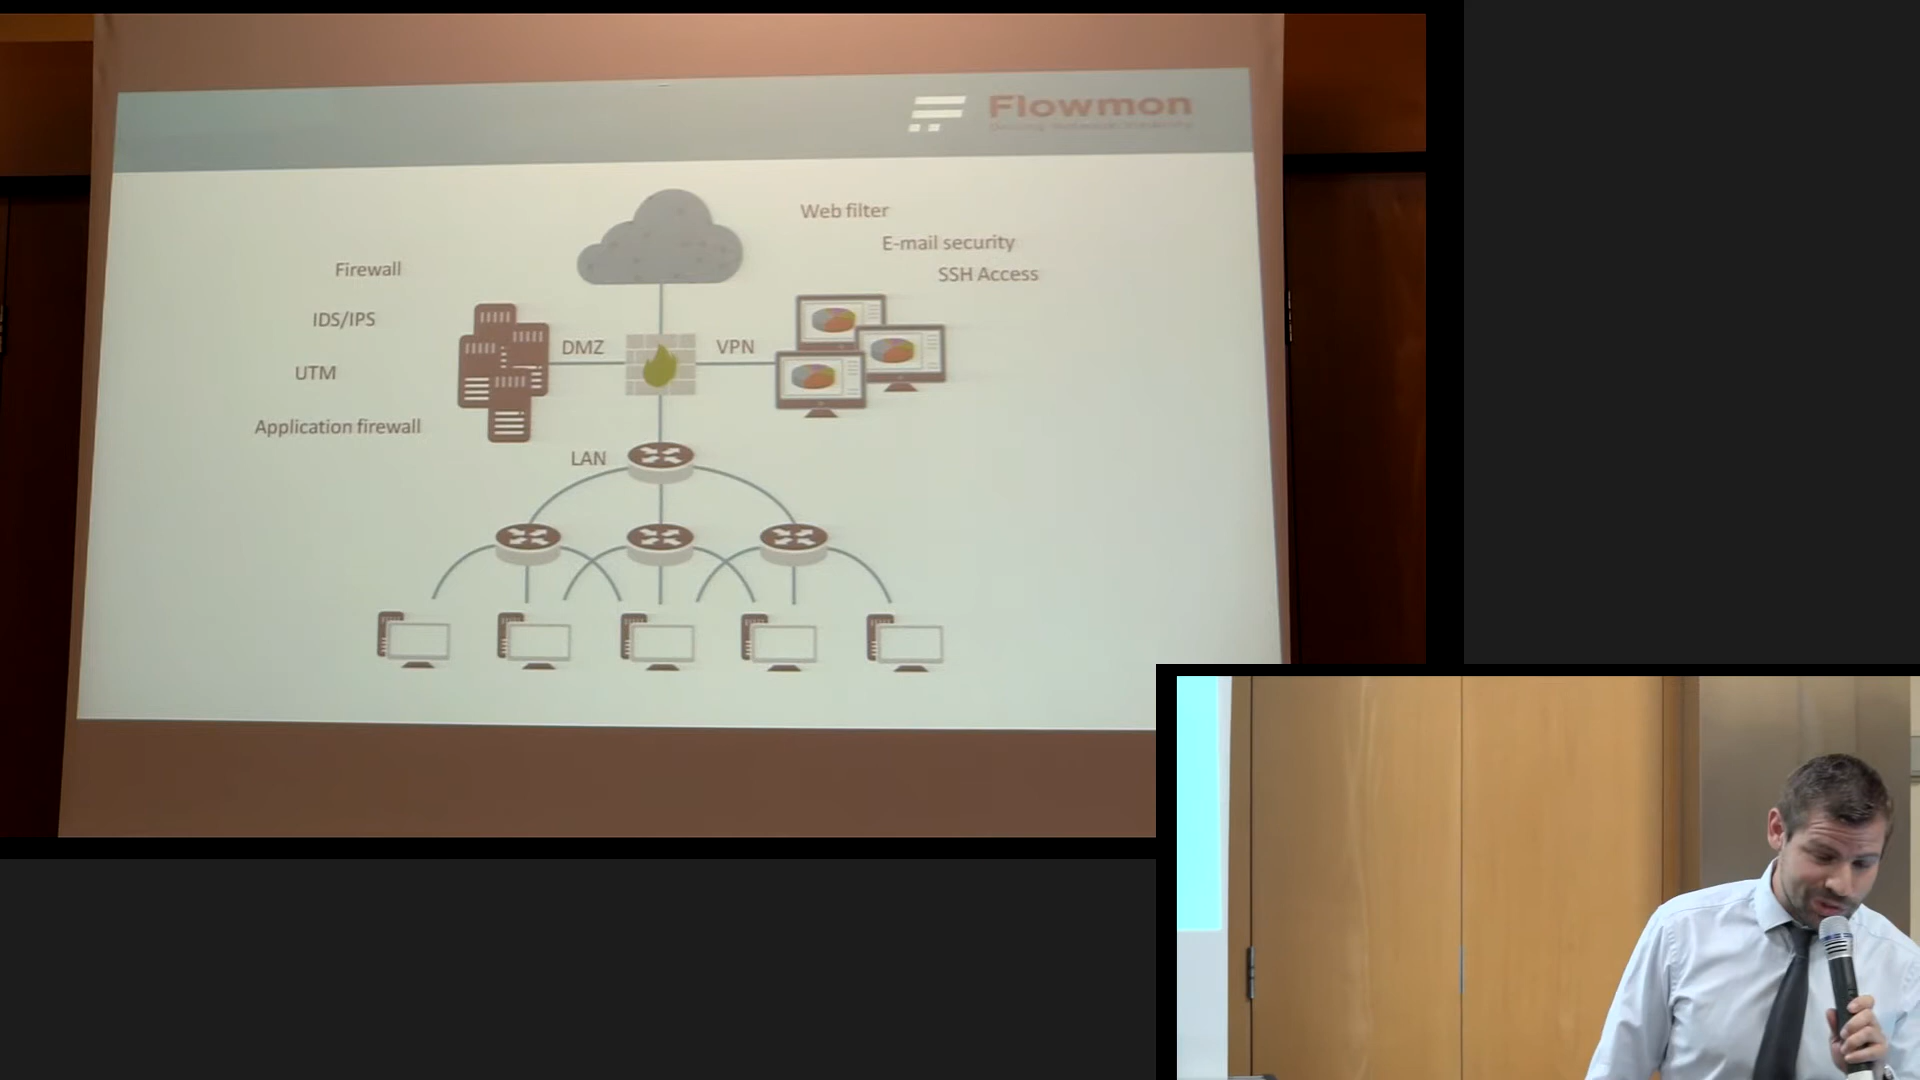 Flowmon
Web filter
E-mail security
SSH Access
Firewall
IDS/IPS
UTM
Application firewall
DMZ
VPN
LAN